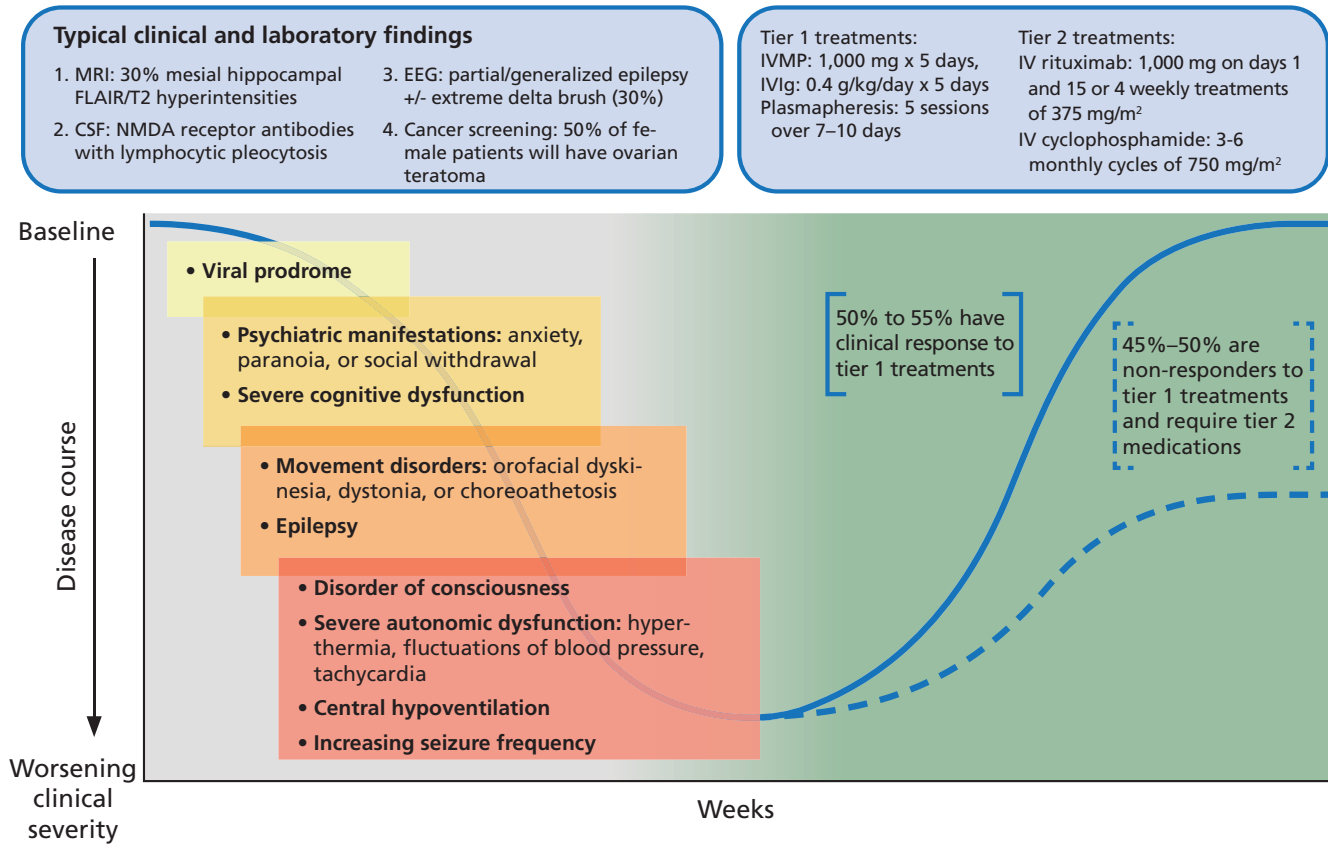 Typical clinical and laboratory findings
1. MRI: 30% mesial hippocampal
FLAIR/T2 hyperintensities
2. CSF: NMDA receptor antibodies
with lymphocytic pleocytosis
3. EEG: partial/generalized epilepsy
+/- extreme delta brush (30%)
4. Cancer screening: 50% of fe-
male patients will have ovarian
teratoma
Tier 1 treatments:
IVMP: 1,000 mg x 5 days,
IVIg: 0.4 g/kg/day x 5 days
Plasmapheresis: 5 sessions
over 7–10 days
Tier 2 treatments:
IV rituximab: 1,000 mg on days 1
and 15 or 4 weekly treatments
of 375 mg/m²
IV cyclophosphamide: 3-6
monthly cycles of 750 mg/m²
Baseline
Disease course
Worsening
clinical
severity
• Viral prodrome
• Psychiatric manifestations: anxiety,
paranoia, or social withdrawal
• Severe cognitive dysfunction
• Movement disorders: orofacial dyski-
nesia, dystonia, or choreoathetosis
• Epilepsy
• Disorder of consciousness
• Severe autonomic dysfunction: hyper-
thermia, fluctuations of blood pressure,
tachycardia
• Central hypoventilation
• Increasing seizure frequency
50% to 55% have
clinical response to
tier 1 treatments
45%–50% are
non-responders to
tier 1 treatments
and require tier 2
medications
Weeks